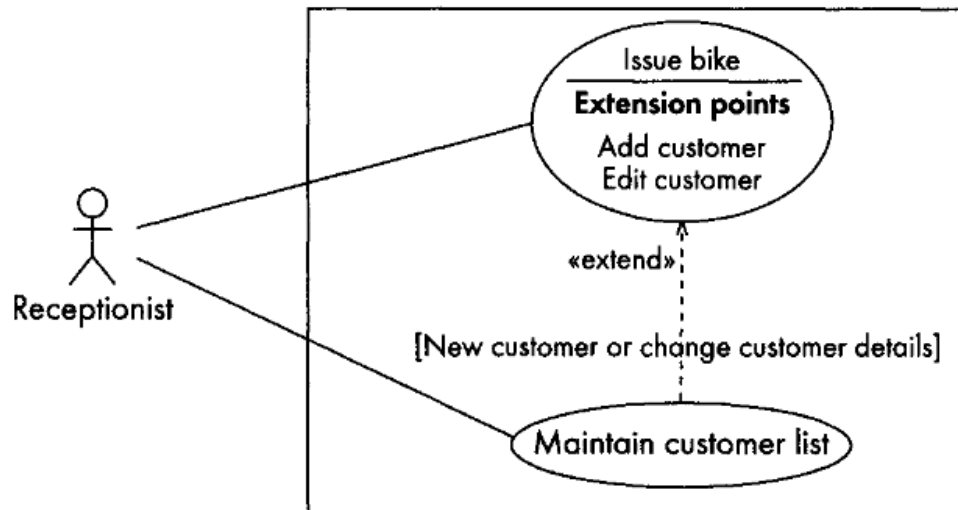 Issue bike
Extension points
Add customer
Edit customer
«extend»
Receptionist
[New customer or change customer details]
Maintain customer list